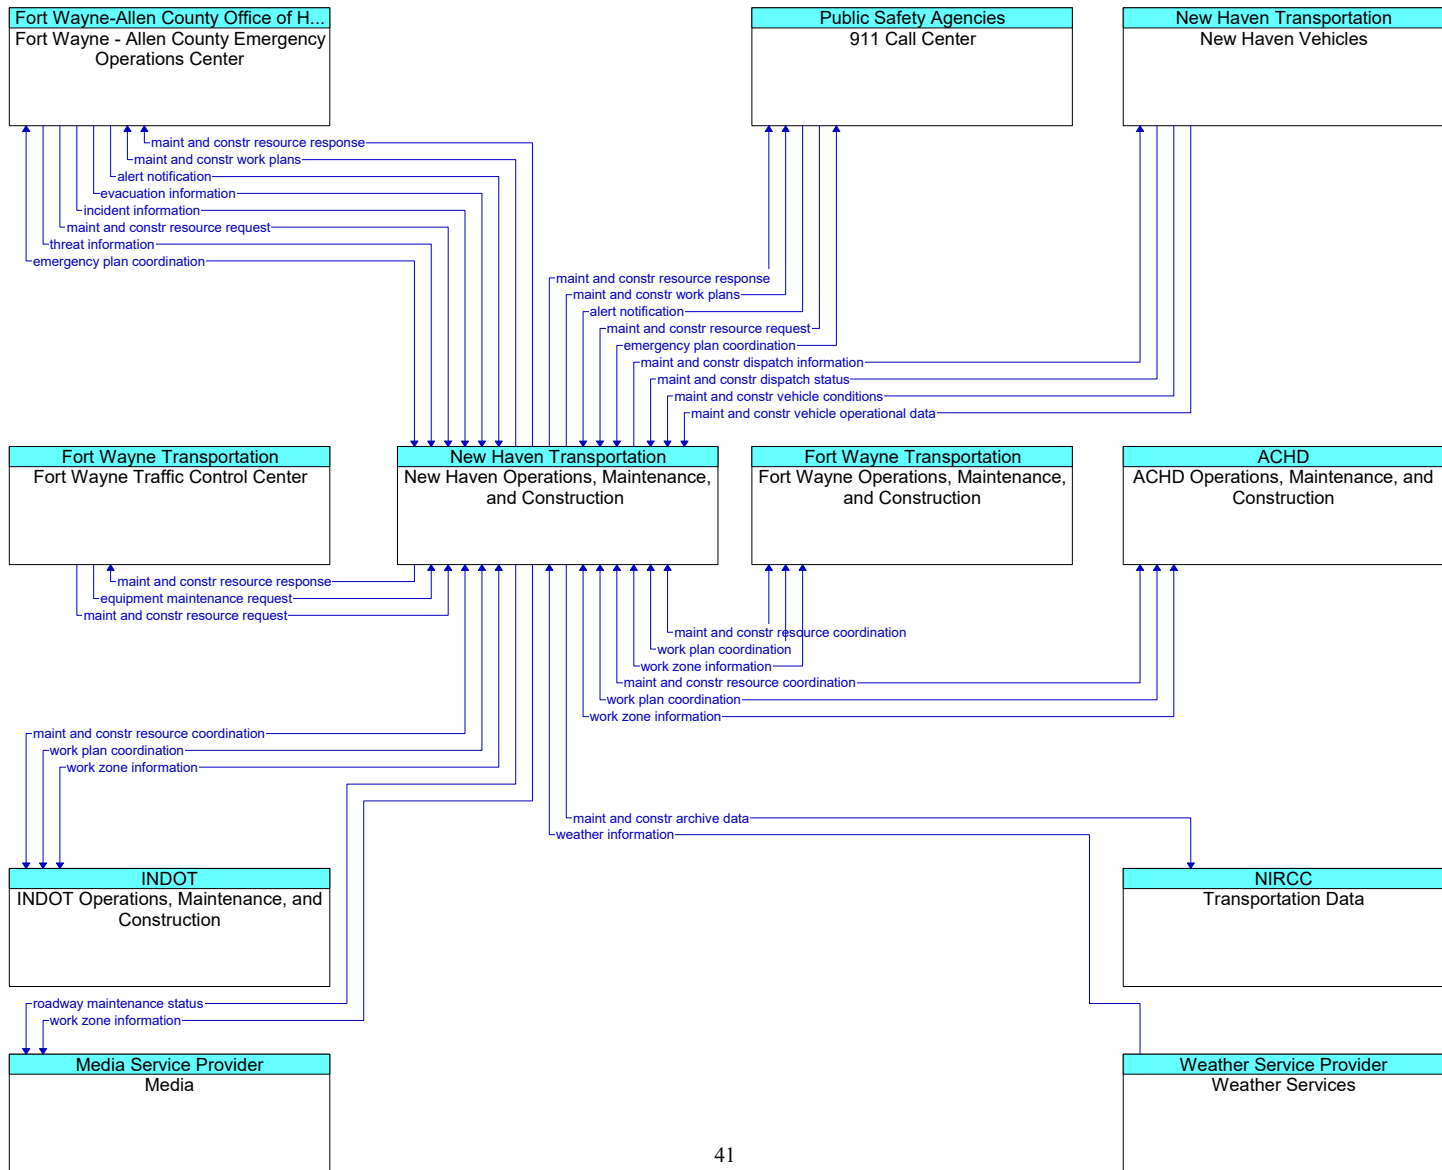 Fort Wayne-Allen County Office of H...
Fort Wayne - Allen County Emergency
Operations Center
Public Safety Agencies
911 Call Center
New Haven Transportation
New Haven Vehicles
maint and constr resource response
maint and constr work plans
alert notification
evacuation information
incident information
maint and constr resource request
threat information
emergency plan coordination
maint and constr resource response
maint and constr work plans
alert notification
maint and constr resource request
emergency plan coordination
maint and constr dispatch information
maint and constr dispatch status
maint and constr vehicle conditions
maint and constr vehicle operational data
Fort Wayne Transportation
Fort Wayne Traffic Control Center
New Haven Transportation
New Haven Operations, Maintenance,
and Construction
Fort Wayne Transportation
Fort Wayne Operations, Maintenance,
and Construction
ACHD
ACHD Operations, Maintenance, and
Construction
maint and constr resource response
equipment maintenance request
maint and constr resource request
maint and constr resource coordination
work plan coordination
work zone information
maint and constr resource coordination
work plan coordination
work zone information
maint and constr resource coordination
work plan coordination
work zone information
maint and constr archive data
weather information
INDOT
INDOT Operations, Maintenance, and
Construction
NIRCC
Transportation Data
roadway maintenance status
work zone information
Media Service Provider
Media
Weather Service Provider
Weather Services
41